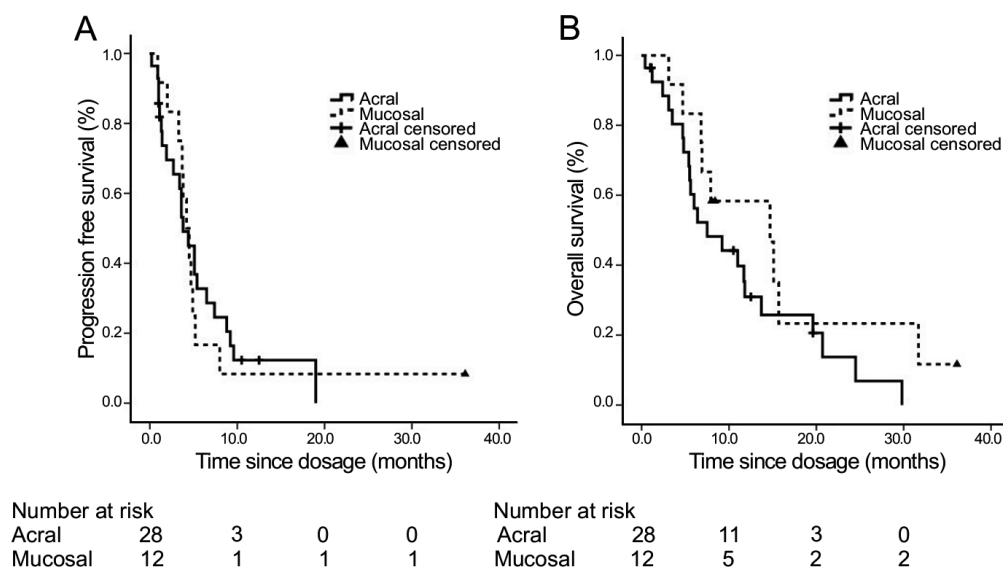 A
Progression free survival (%)
1.0
0.8
0.6
0.4
0.2
0.0
Acral
Mucosal
Acral censored
Mucosal censored
0.0 10.0 20.0 30.0 40.0
Time since dosage (months)
Number at risk
Acral 28 3 0 0
Mucosal 12 1 1 1
B
Overall survival (%)
1.0
0.8
0.6
0.4
0.2
0.0
Acral
Mucosal
Acral censored
Mucosal censored
0.0 10.0 20.0 30.0 40.0
Time since dosage (months)
Number at risk
Acral 28 11 3 0
Mucosal 12 5 2 2